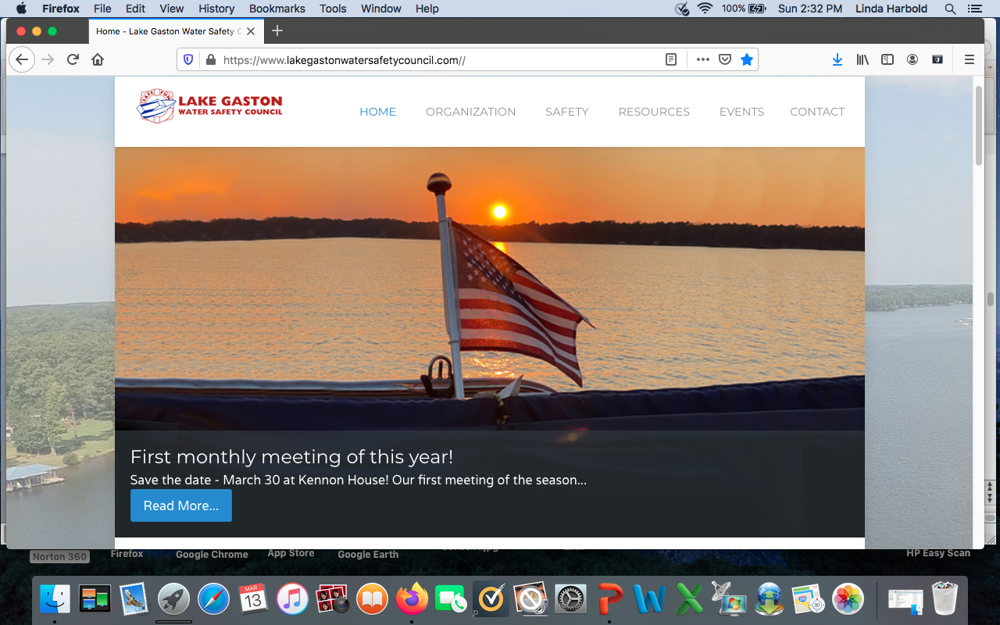 Firefox File Edit View History Bookmarks Tools Window Help 100% Sun 2:32 PM Linda Harbold
Home - Lake Gaston Water Safety C
https://www.lakegastonwatersafetycouncil.com//
SAFE FUN
LAKE GASTON
WATER SAFETY COUNCIL
HOME ORGANIZATION SAFETY RESOURCES EVENTS CONTACT
First monthly meeting of this year!
Save the date - March 30 at Kennon House! Our first meeting of the season...
Read More...
Norton 360 Firefox Google Chrome App Store Google Earth HP Easy Scan
MAR
13